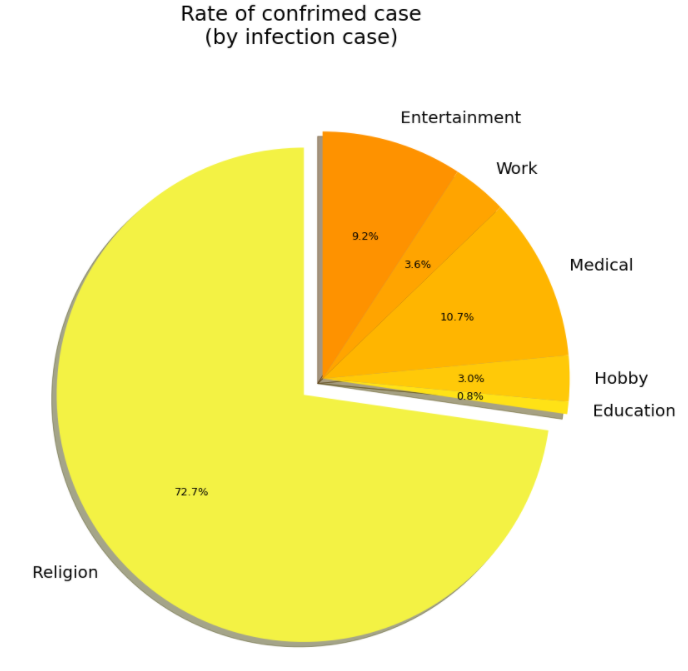 Rate of confrimed case
(by infection case)
Entertainment
Work
9.2%
3.6%
Medical
10.7%
Hobby
3.0%
0.8%
Education
72.7%
Religion